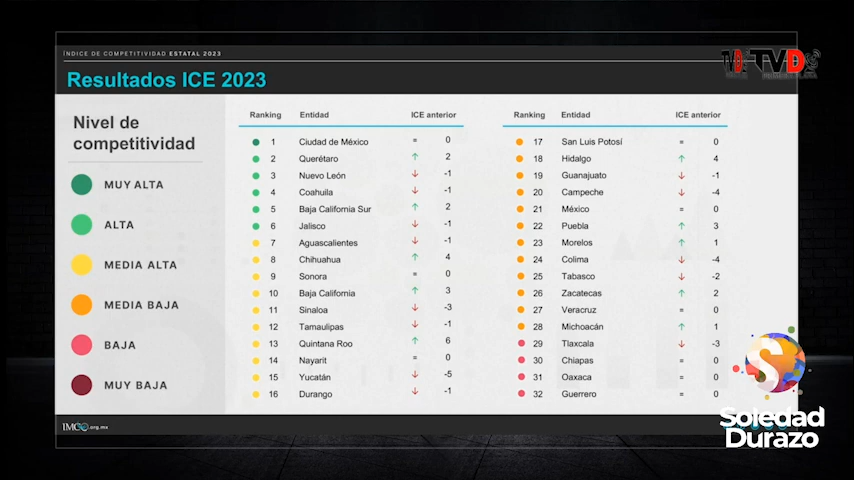 ÍNDICE DE COMPETITIVIDAD ESTATAL 2023
Resultados ICE 2023
TVD
Nivel de
competitividad
MUY ALTA
ALTA
MEDIA ALTA
MEDIA BAJA
BAJA
MUY BAJA
Ranking Entidad ICE anterior
1 Ciudad de México = 0
2 Querétaro ↑ 2
3 Nuevo León ↓ -1
4 Coahuila ↓ -1
5 Baja California Sur ↑ 2
6 Jalisco ↓ -1
7 Aguascalientes ↓ -1
8 Chihuahua ↑ 4
9 Sonora = 0
10 Baja California ↑ 3
11 Sinaloa ↓ -3
12 Tamaulipas ↓ -1
13 Quintana Roo ↑ 6
14 Nayarit = 0
15 Yucatán ↓ -5
16 Durango ↓ -1
Ranking Entidad ICE anterior
17 San Luis Potosí = 0
18 Hidalgo ↑ 4
19 Guanajuato ↓ -1
20 Campeche ↓ -4
21 México = 0
22 Puebla ↑ 3
23 Morelos ↑ 1
24 Colima ↓ -4
25 Tabasco ↓ -2
26 Zacatecas ↑ 2
27 Veracruz = 0
28 Michoacán ↑ 1
29 Tlaxcala ↓ -3
30 Chiapas = 0
31 Oaxaca = 0
32 Guerrero = 0
IMCO.org.mx
S
Soledad
Durazo